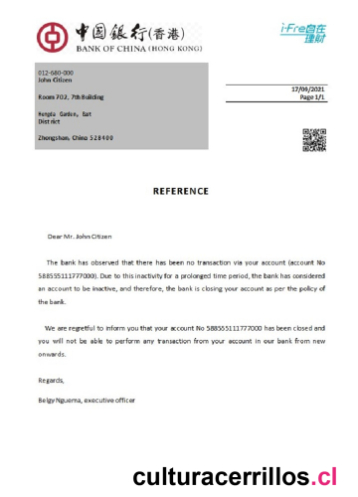 中國銀行(香港)
BANK OF CHINA (HONG KONG)
i-Free自在
理財
012-680-000
John Citizen
Room 702, 7th Building
Henglu Garden, East
District
Zhongshan, China 528400
17/09/2021
Page 1/1
REFERENCE
Dear Mr. John Citizen
The bank has observed that there has been no transaction via your account (account No
588555111777000). Due to this inactivity for a prolonged time period, the bank has considered
an account to be inactive, and therefore, the bank is closing your account as per the policy of
the bank.
We are regretful to inform you that your account No 588555111777000 has been closed and
you will not be able to perform any transaction from your account in our bank from new
onwards.
Regards,
Belgy Nguema, executive officer
culturacerrillos.cl